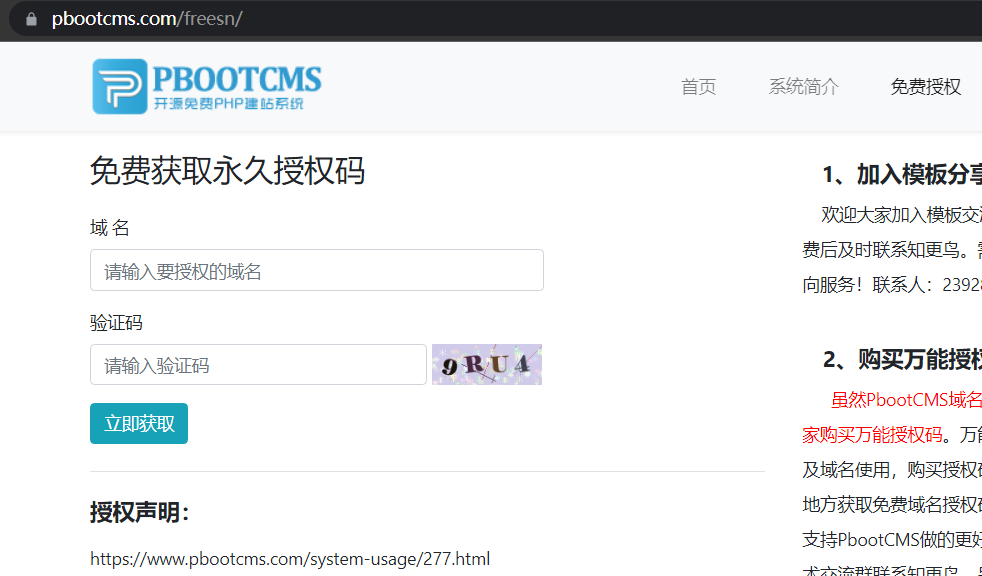 pbootcms.com/freesn/
PBOOTCMS
开源免费PHP建站系统
首页
系统简介
免费授权
免费获取永久授权码
域 名
请输入要授权的域名
验证码
请输入验证码
9RU4
立即获取
授权声明：
https://www.pbootcms.com/system-usage/277.html
1、加入模板分享
欢迎大家加入模板交流
费后及时联系知更鸟。需
向服务！联系人：2392
2、购买万能授权
虽然PbootCMS域名
家购买万能授权码。万能
及域名使用，购买授权码
地方获取免费域名授权码
支持PbootCMS做的更好
术交流群联系知更鸟